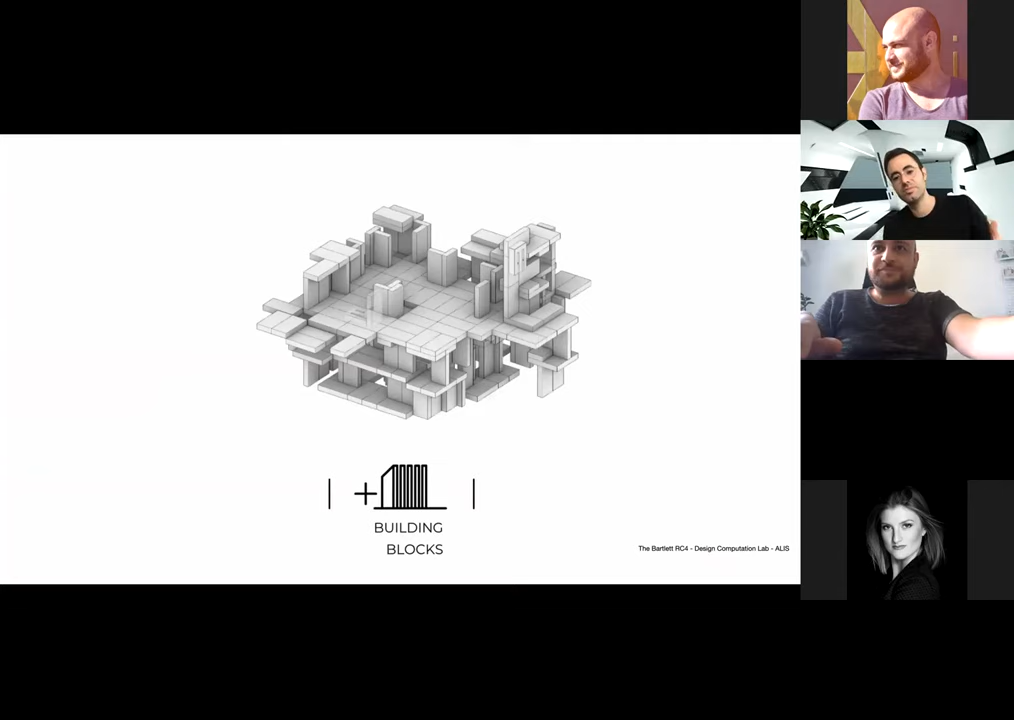 BUILDING
BLOCKS
The Bartlett RC4 - Design Computation Lab - ALIS